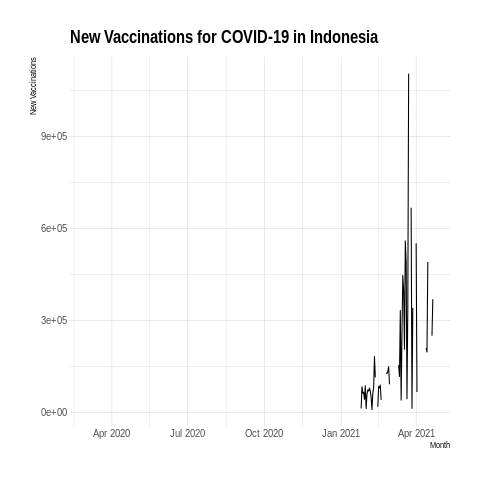 New Vaccinations for COVID-19 in Indonesia
New Vaccinations
9e+05
6e+05
3e+05
0e+00
Apr 2020
Jul 2020
Oct 2020
Jan 2021
Apr 2021
Month